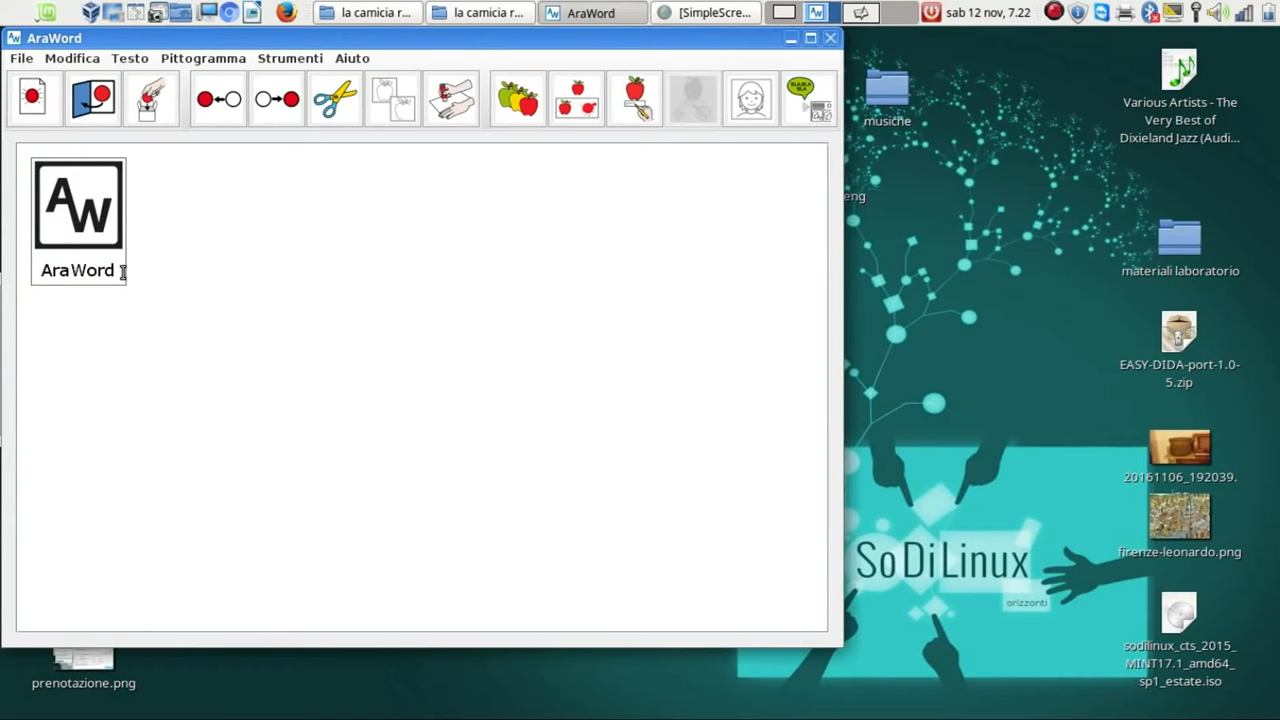 la camicia r...
la camicia r...
AraWord
[SimpleScre...
sab 12 nov, 7.22
AraWord
File Modifica Testo Pittogramma Strumenti Aiuto
BLABLA
BLA
AW
AraWord
musiche
eng
Various Artists - The
Very Best of
Dixieland Jazz (Audi...
materiali laboratorio
EASY-DIDA-port-1.0-
5.zip
20161106_192039.
firenze-leonardo.png
SoDiLinux
orizzonti
sodilinux_cts_2015_
MINT17.1_amd64_
sp1_estate.iso
prenotazione.png